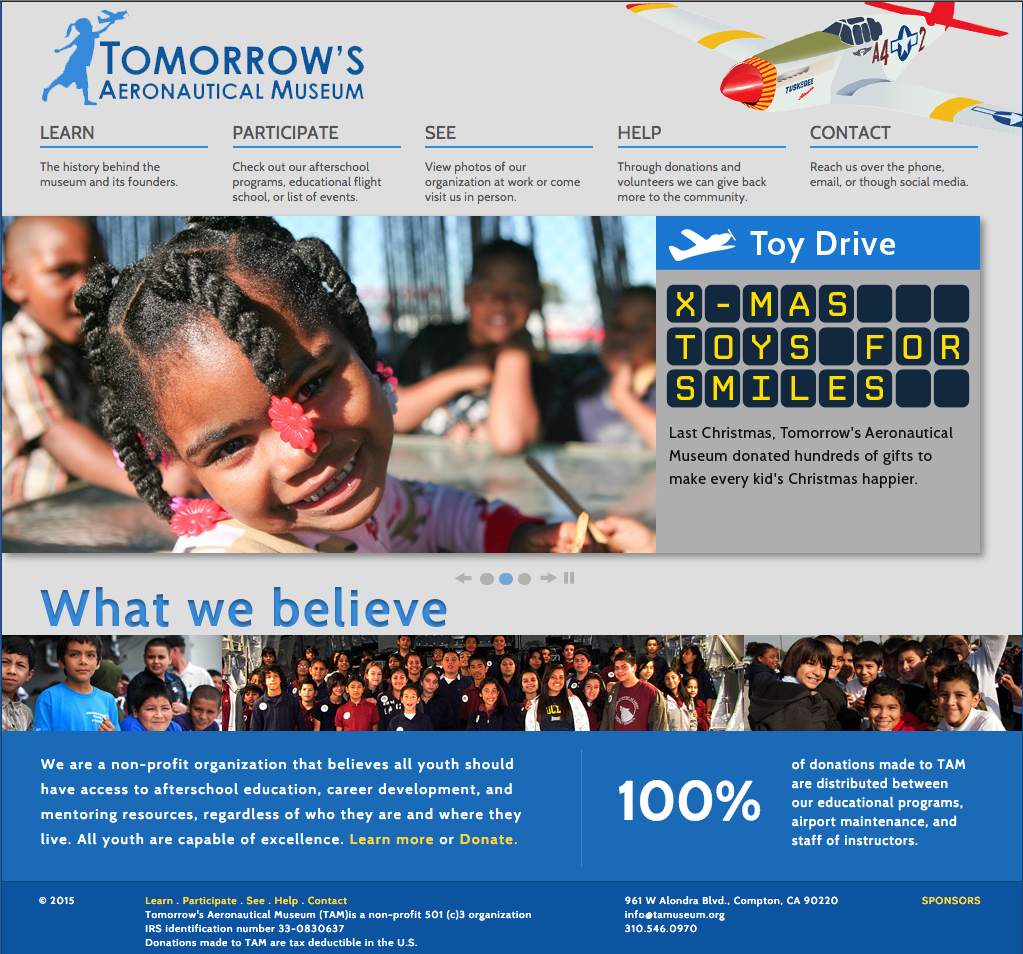 TOMORROW'S
AERONAUTICAL MUSEUM
A4 2
TUSKEGEE
LEARN
The history behind the
museum and its founders.
PARTICIPATE
Check out our afterschool
programs, educational flight
school, or list of events.
SEE
View photos of our
organization at work or come
visit us in person.
HELP
Through donations and
volunteers we can give back
more to the community.
CONTACT
Reach us over the phone,
email, or though social media.
Toy Drive
X-MAS
TOYS FOR
SMILES
Last Christmas, Tomorrow's Aeronautical
Museum donated hundreds of gifts to
make every kid's Christmas happier.
What we believe
UCI
We are a non-profit organization that believes all youth should
have access to afterschool education, career development, and
mentoring resources, regardless of who they are and where they
live. All youth are capable of excellence. Learn more or Donate.
100%
of donations made to TAM
are distributed between
our educational programs,
airport maintenance, and
staff of instructors.
© 2015
Learn . Participate . See . Help . Contact
Tomorrow's Aeronautical Museum (TAM)is a non-profit 501 (c)3 organization
IRS identification number 33-0830637
Donations made to TAM are tax deductible in the U.S.
961 W Alondra Blvd., Compton, CA 90220
info@tamuseum.org
310.546.0970
SPONSORS